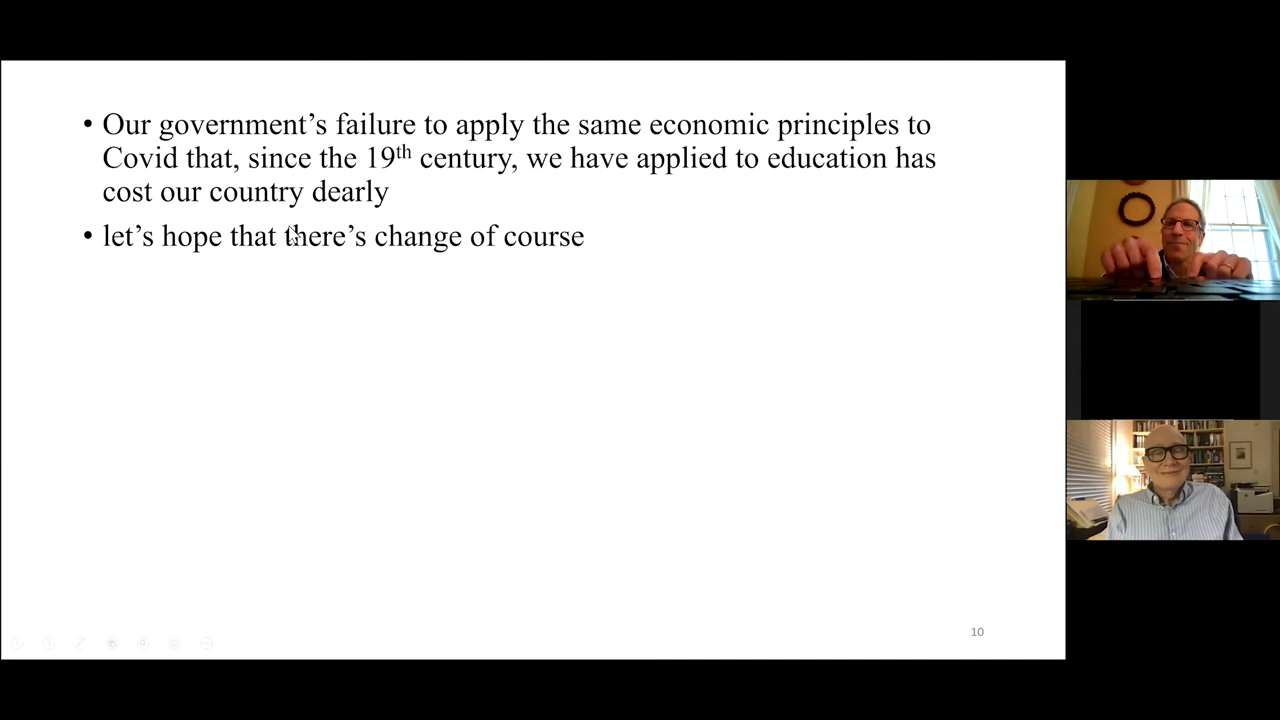 • Our government’s failure to apply the same economic principles to
Covid that, since the 19th century, we have applied to education has
cost our country dearly
• let’s hope that there’s change of course
10